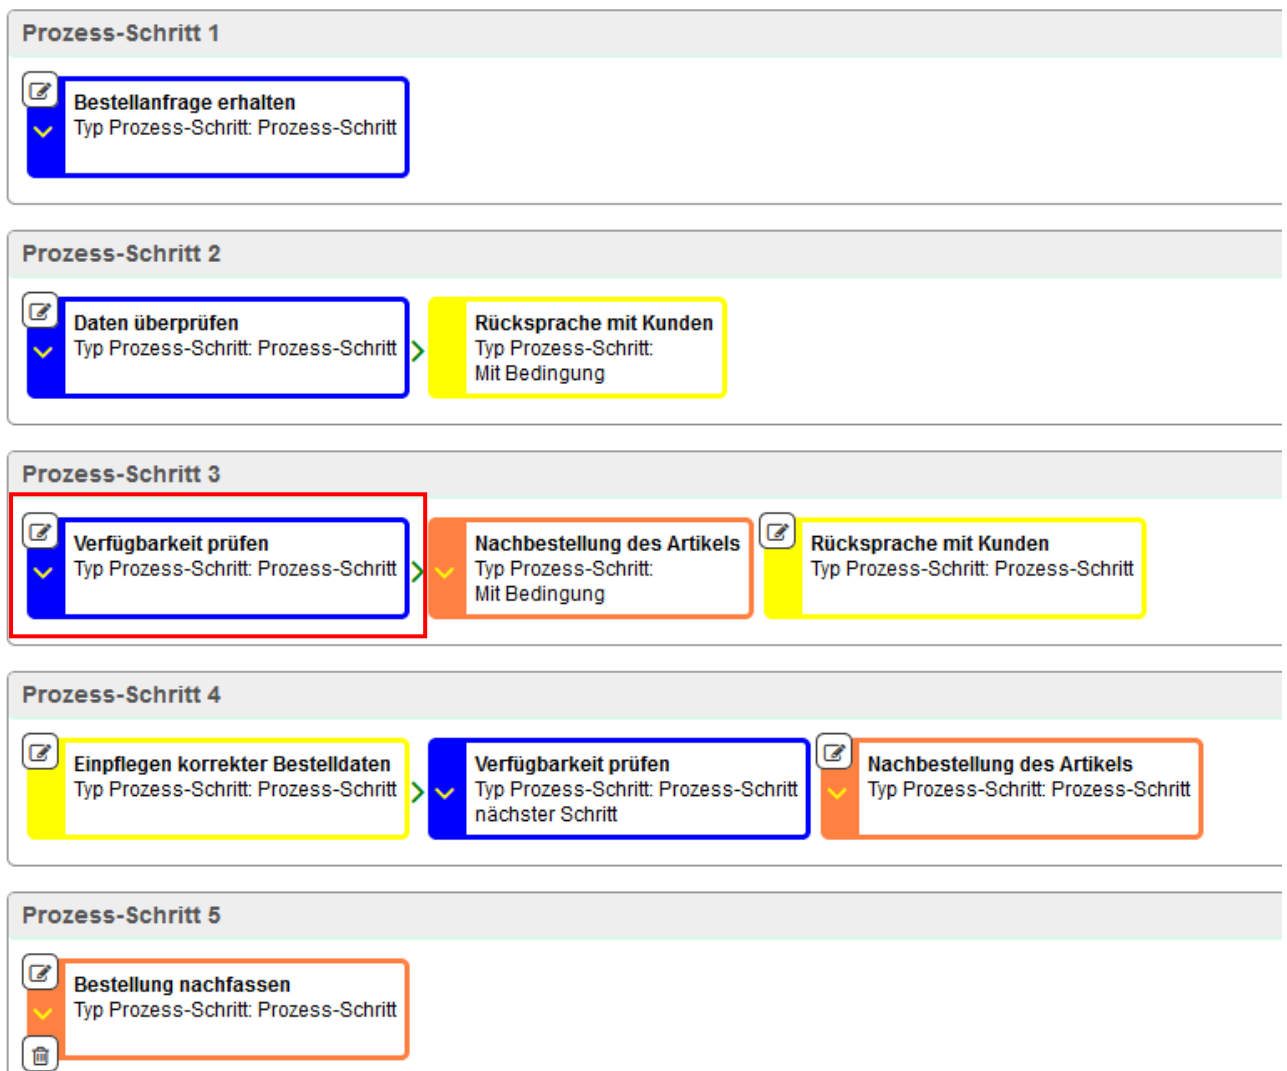 Prozess-Schritt 1
Bestellanfrage erhalten
Typ Prozess-Schritt: Prozess-Schritt
Prozess-Schritt 2
Daten überprüfen
Typ Prozess-Schritt: Prozess-Schritt
Rücksprache mit Kunden
Typ Prozess-Schritt:
Mit Bedingung
Prozess-Schritt 3
Verfügbarkeit prüfen
Typ Prozess-Schritt: Prozess-Schritt
Nachbestellung des Artikels
Typ Prozess-Schritt:
Mit Bedingung
Rücksprache mit Kunden
Typ Prozess-Schritt: Prozess-Schritt
Prozess-Schritt 4
Einpflegen korrekter Bestelldaten
Typ Prozess-Schritt: Prozess-Schritt
Verfügbarkeit prüfen
Typ Prozess-Schritt: Prozess-Schritt
nächster Schritt
Nachbestellung des Artikels
Typ Prozess-Schritt: Prozess-Schritt
Prozess-Schritt 5
Bestellung nachfassen
Typ Prozess-Schritt: Prozess-Schritt